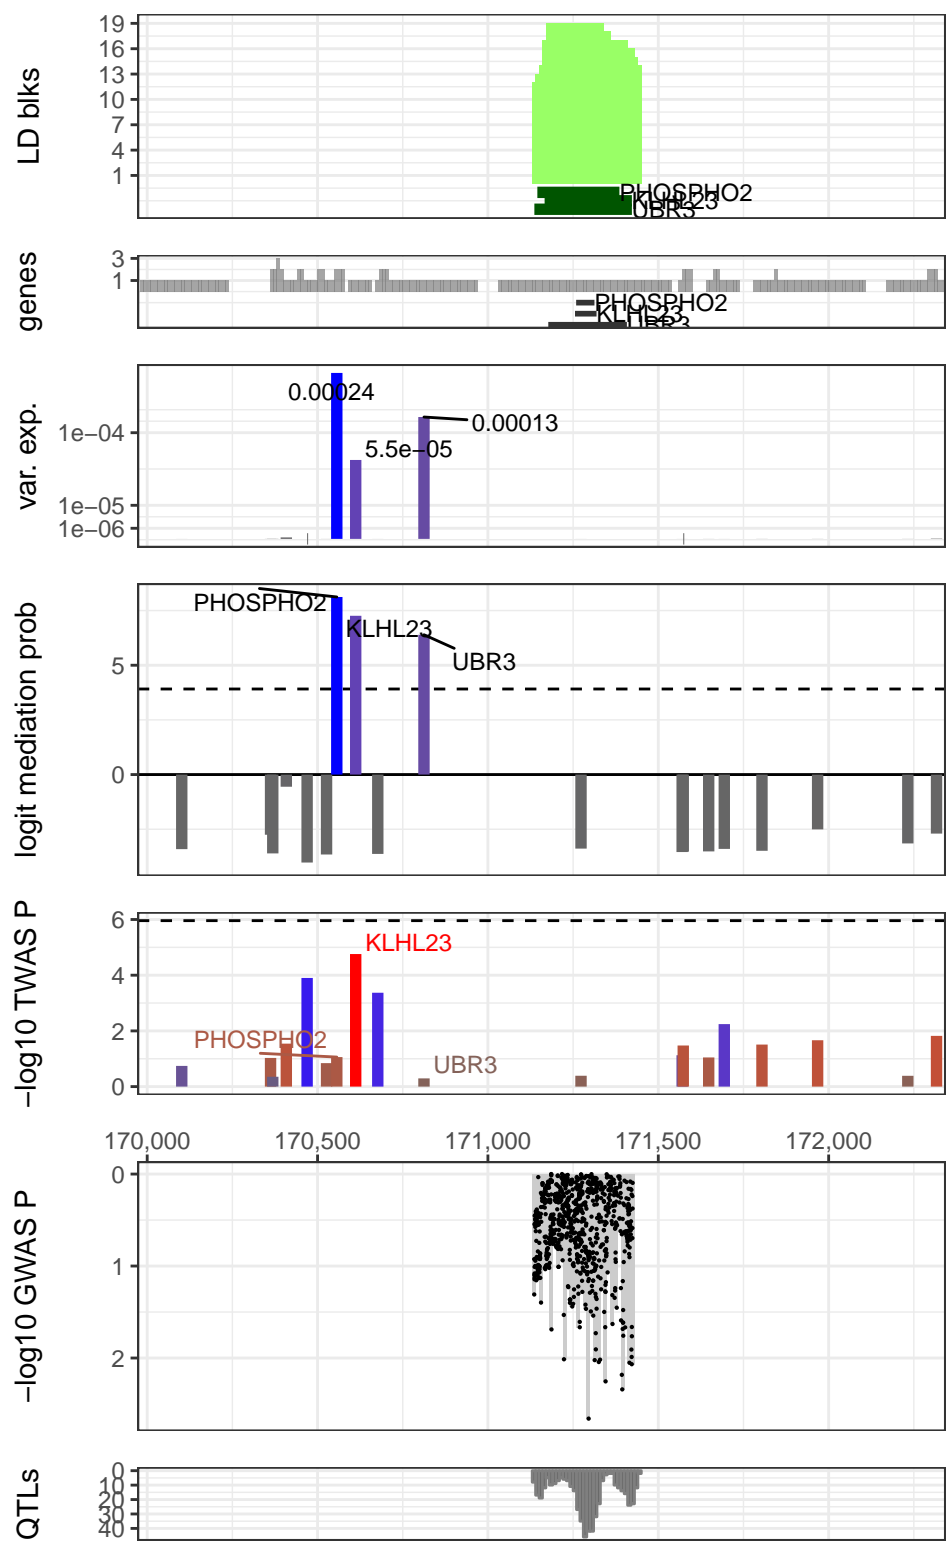 LD blks
19
16
13
10
7
4
1
PHOSPHO2
KLHL23
UBR3
genes
3
1
PHOSPHO2
KLHL23
UBR3
var. exp.
1e−04
1e−05
1e−06
0.00024
5.5e−05
0.00013
logit mediation prob
5
0
PHOSPHO2
KLHL23
UBR3
−log10 TWAS P
6
4
2
0
KLHL23
PHOSPHO2
UBR3
170,000 170,500 171,000 171,500 172,000
−log10 GWAS P
0
1
2
QTLs
0
10
20
30
40